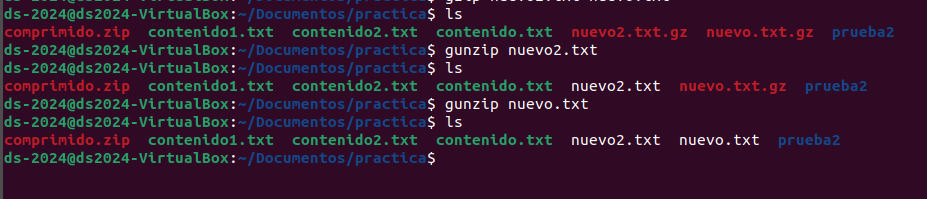 ds-2024@ds2024-VirtualBox:~/Documentos/practica$ ls
comprimido.zip contenido1.txt contenido2.txt contenido.txt nuevo2.txt.gz nuevo.txt.gz prueba2
ds-2024@ds2024-VirtualBox:~/Documentos/practica$ gunzip nuevo2.txt
ds-2024@ds2024-VirtualBox:~/Documentos/practica$ ls
comprimido.zip contenido1.txt contenido2.txt contenido.txt nuevo2.txt nuevo.txt.gz prueba2
ds-2024@ds2024-VirtualBox:~/Documentos/practica$ gunzip nuevo.txt
ds-2024@ds2024-VirtualBox:~/Documentos/practica$ ls
comprimido.zip contenido1.txt contenido2.txt contenido.txt nuevo2.txt nuevo.txt prueba2
ds-2024@ds2024-VirtualBox:~/Documentos/practica$